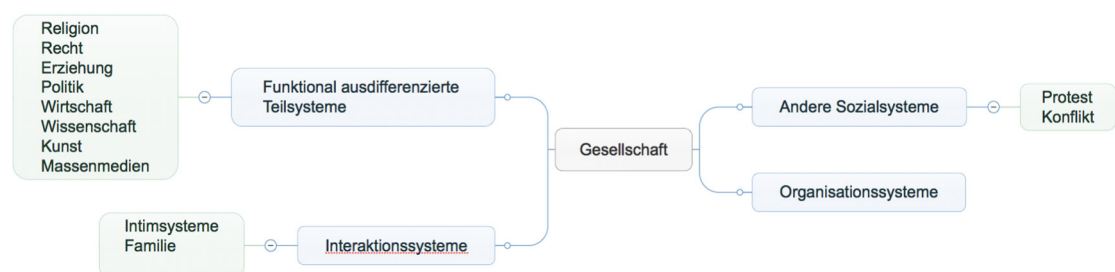 Religion
Recht
Erziehung
Politik
Wirtschaft
Wissenschaft
Kunst
Massenmedien
Funktional ausdifferenzierte
Teilsysteme
Intimsysteme
Familie
Interaktionssysteme
Gesellschaft
Andere Sozialsysteme
Protest
Konflikt
Organisationssysteme